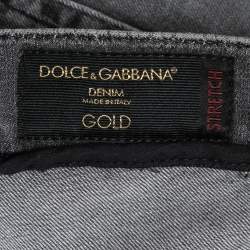 DOLCE & GABBANA®
DENIM
MADE IN ITALY
GOLD
STRETCH